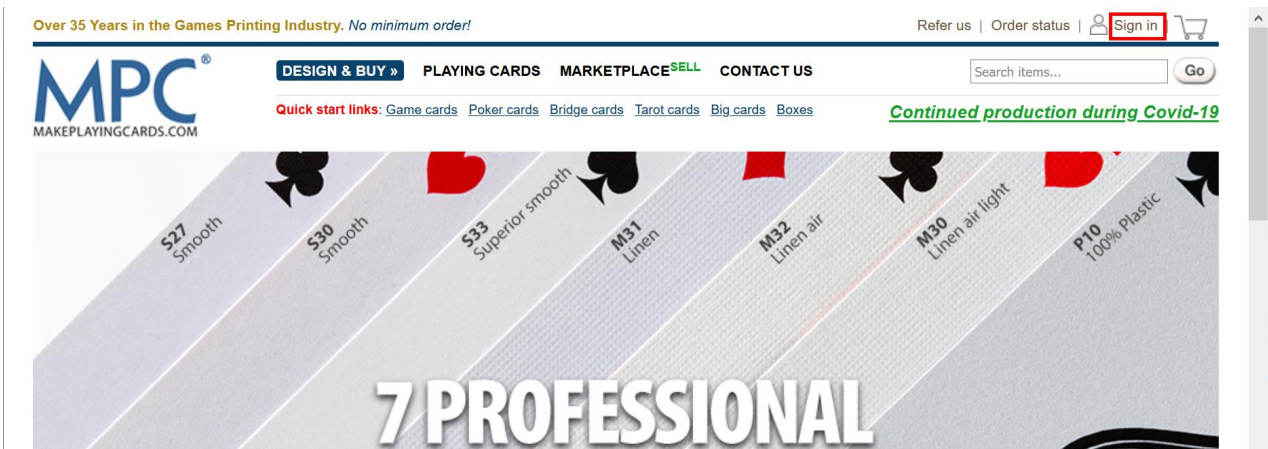 Over 35 Years in the Games Printing Industry. No minimum order!
Refer us | Order status | Sign in |
MPC®
MAKEPLAYINGCARDS.COM
DESIGN & BUY » PLAYING CARDS MARKETPLACE SELL CONTACT US
Search items... Go
Quick start links: Game cards Poker cards Bridge cards Tarot cards Big cards Boxes
Continued production during Covid-19
S27
Smooth
S30
Smooth
S33
Superior smooth
M31
Linen
M32
Linen air
M30
Linen air light
P10
100% Plastic
7 PROFESSIONAL